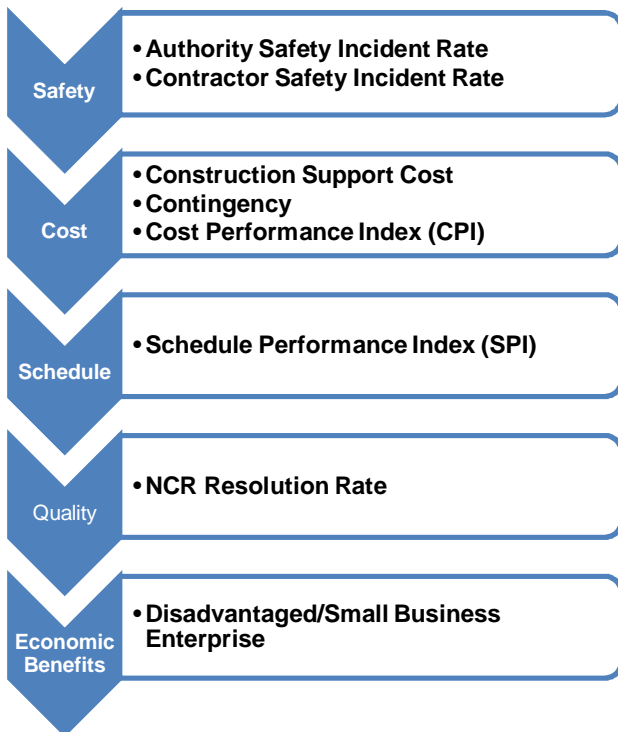 Safety
•Authority Safety Incident Rate
•Contractor Safety Incident Rate
Cost
•Construction Support Cost
•Contingency
•Cost Performance Index (CPI)
Schedule
•Schedule Performance Index (SPI)
Quality
•NCR Resolution Rate
Economic
Benefits
•Disadvantaged/Small Business
Enterprise